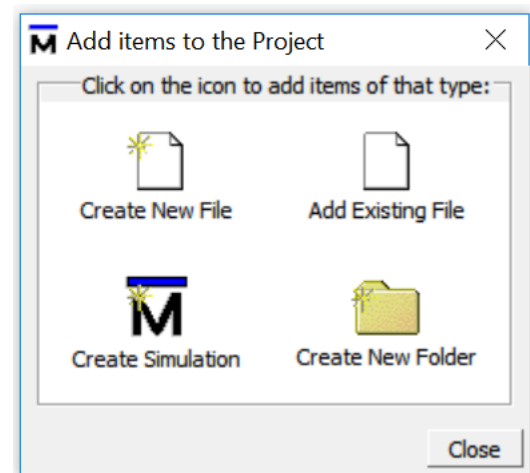 M Add items to the Project
Click on the icon to add items of that type:
Create New File
Add Existing File
M
Create Simulation
Create New Folder
Close